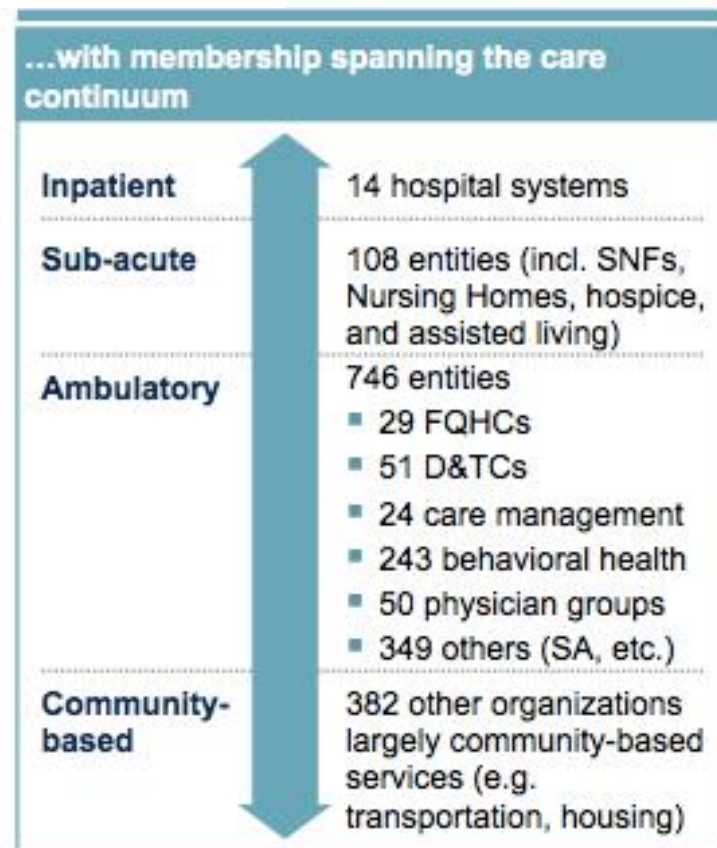 ...with membership spanning the care
continuum
Inpatient
14 hospital systems
Sub-acute
108 entities (incl. SNFs,
Nursing Homes, hospice,
and assisted living)
Ambulatory
746 entities
▪ 29 FQHCs
▪ 51 D&TCs
▪ 24 care management
▪ 243 behavioral health
▪ 50 physician groups
▪ 349 others (SA, etc.)
Community-
based
382 other organizations
largely community-based
services (e.g.
transportation, housing)